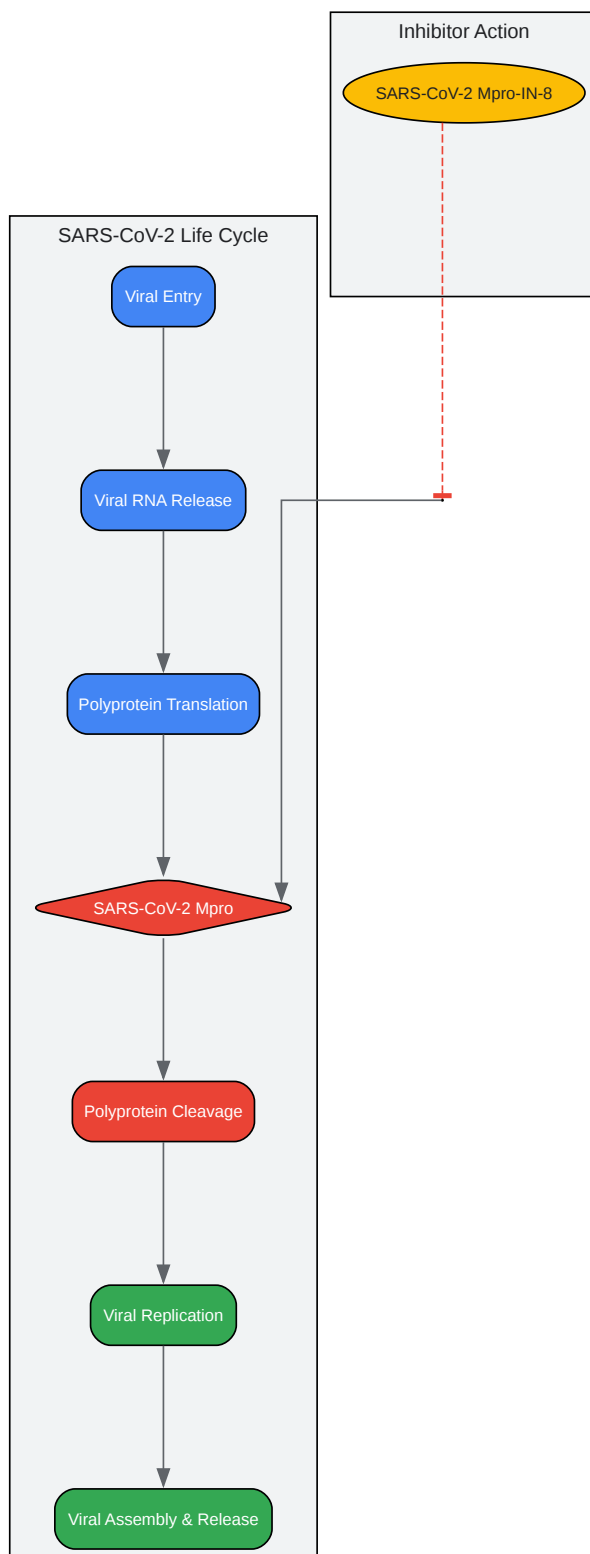 Inhibitor Action
SARS-CoV-2 Mpro-IN-8
SARS-CoV-2 Life Cycle
Viral Entry
Viral RNA Release
Polyprotein Translation
SARS-CoV-2 Mpro
Polyprotein Cleavage
Viral Replication
Viral Assembly & Release